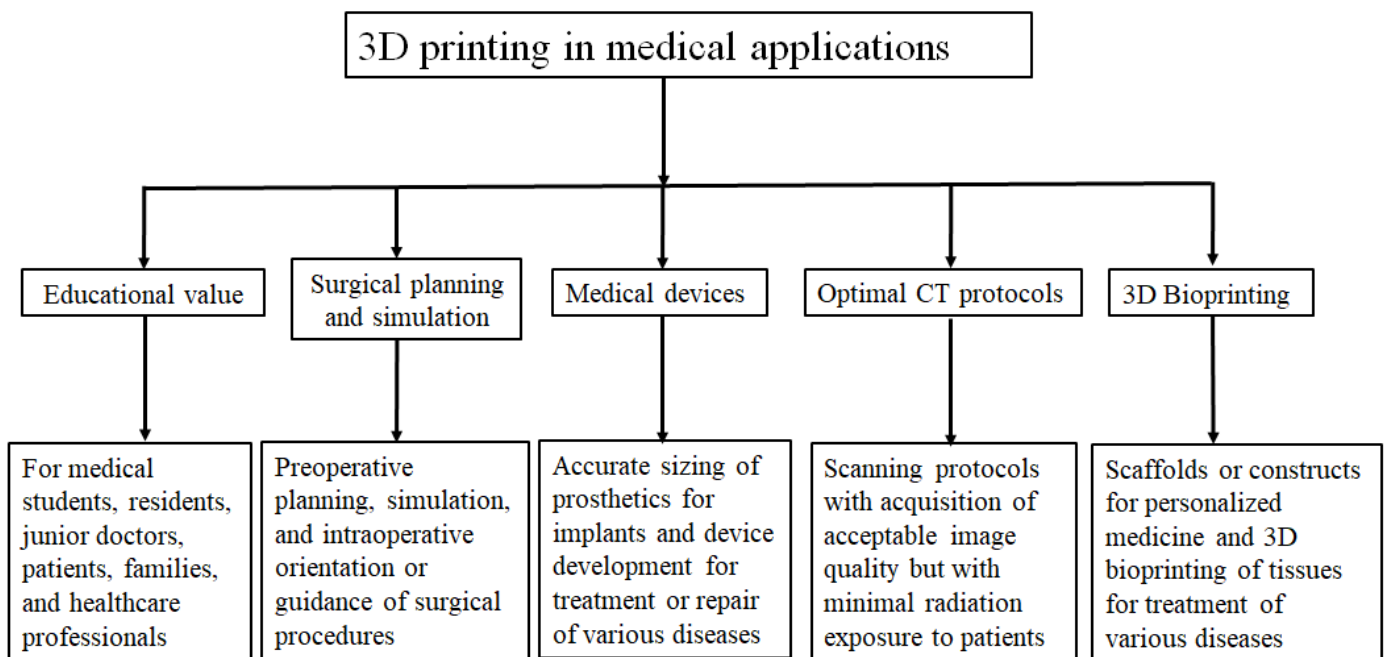 3D printing in medical applications
Educational value
Surgical planning
and simulation
Medical devices
Optimal CT protocols
3D Bioprinting
For medical
students, residents,
junior doctors,
patients, families,
and healthcare
professionals
Preoperative
planning, simulation,
and intraoperative
orientation or
guidance of surgical
procedures
Accurate sizing of
prosthetics for
implants and device
development for
treatment or repair
of various diseases
Scanning protocols
with acquisition of
acceptable image
quality but with
minimal radiation
exposure to patients
Scaffolds or constructs
for personalized
medicine and 3D
bioprinting of tissues
for treatment of
various diseases